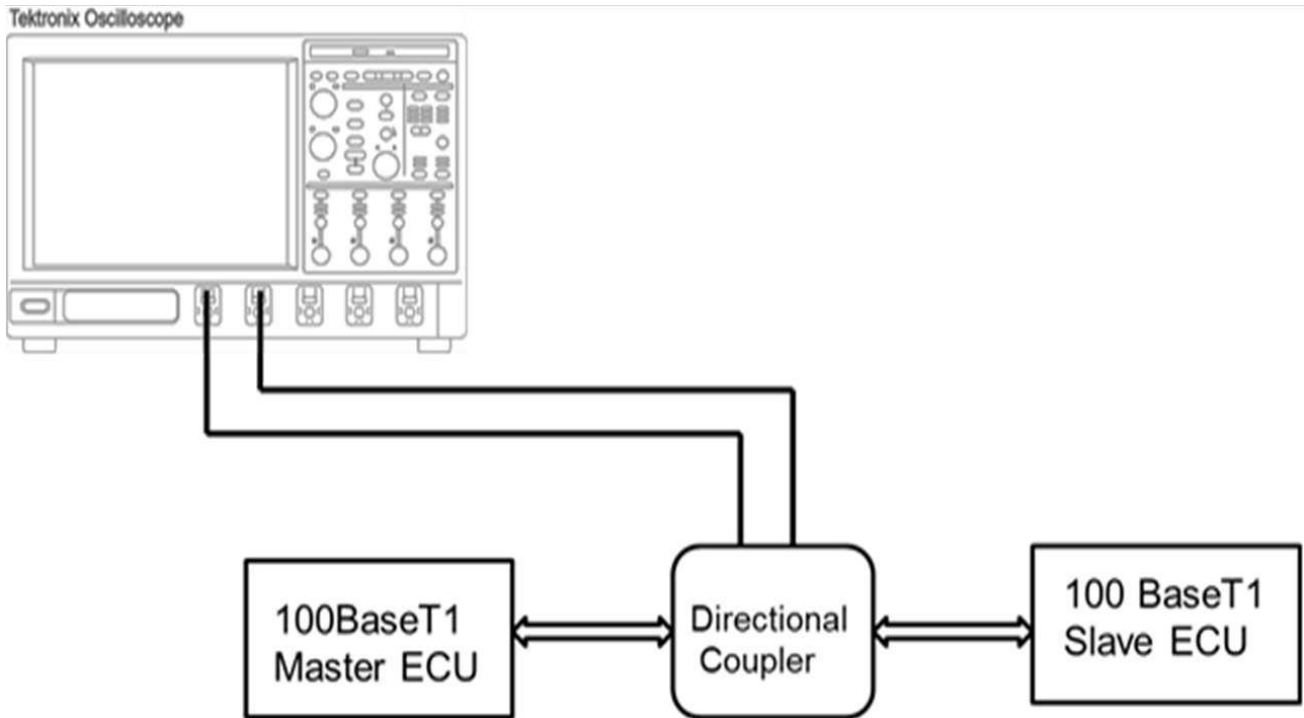 Tektronix Oscilloscope
100BaseT1
Master ECU
Directional
Coupler
100 BaseT1
Slave ECU